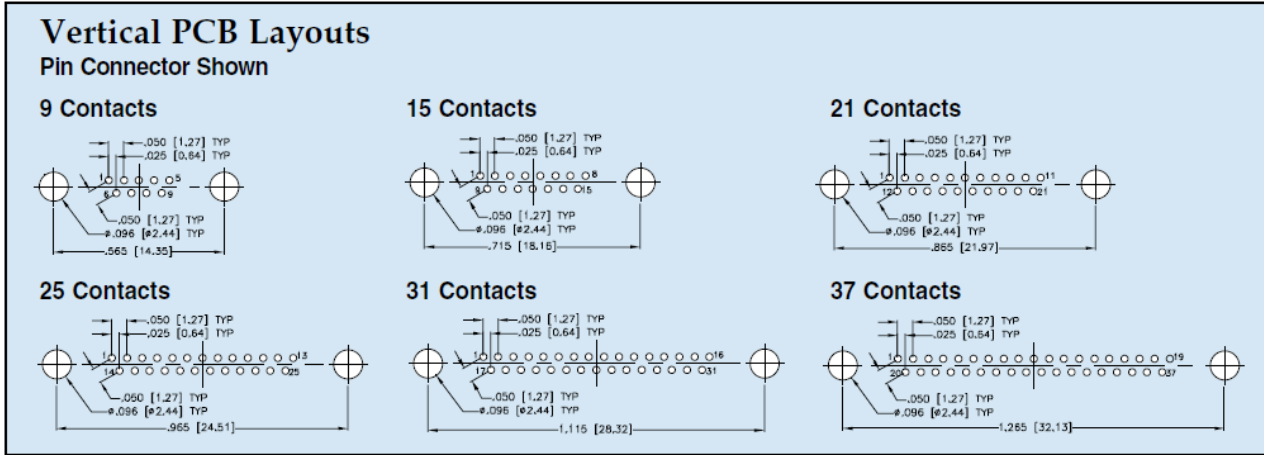 Vertical PCB Layouts
Pin Connector Shown
9 Contacts
.050 [1.27] TYP
.025 [0.64] TYP
1
5
6
9
.050 [1.27] TYP
ø.096 [ø2.44] TYP
.565 [14.35]
15 Contacts
.050 [1.27] TYP
.025 [0.64] TYP
1
8
9
15
.050 [1.27] TYP
ø.096 [ø2.44] TYP
.715 [18.16]
21 Contacts
.050 [1.27] TYP
.025 [0.64] TYP
1
11
12
21
.050 [1.27] TYP
ø.096 [ø2.44] TYP
.865 [21.97]
25 Contacts
.050 [1.27] TYP
.025 [0.64] TYP
1
13
14
25
.050 [1.27] TYP
ø.096 [ø2.44] TYP
.965 [24.51]
31 Contacts
.050 [1.27] TYP
.025 [0.64] TYP
1
16
17
31
.050 [1.27] TYP
ø.096 [ø2.44] TYP
1.115 [28.32]
37 Contacts
.050 [1.27] TYP
.025 [0.64] TYP
1
19
20
37
.050 [1.27] TYP
ø.096 [ø2.44] TYP
1.265 [32.13]